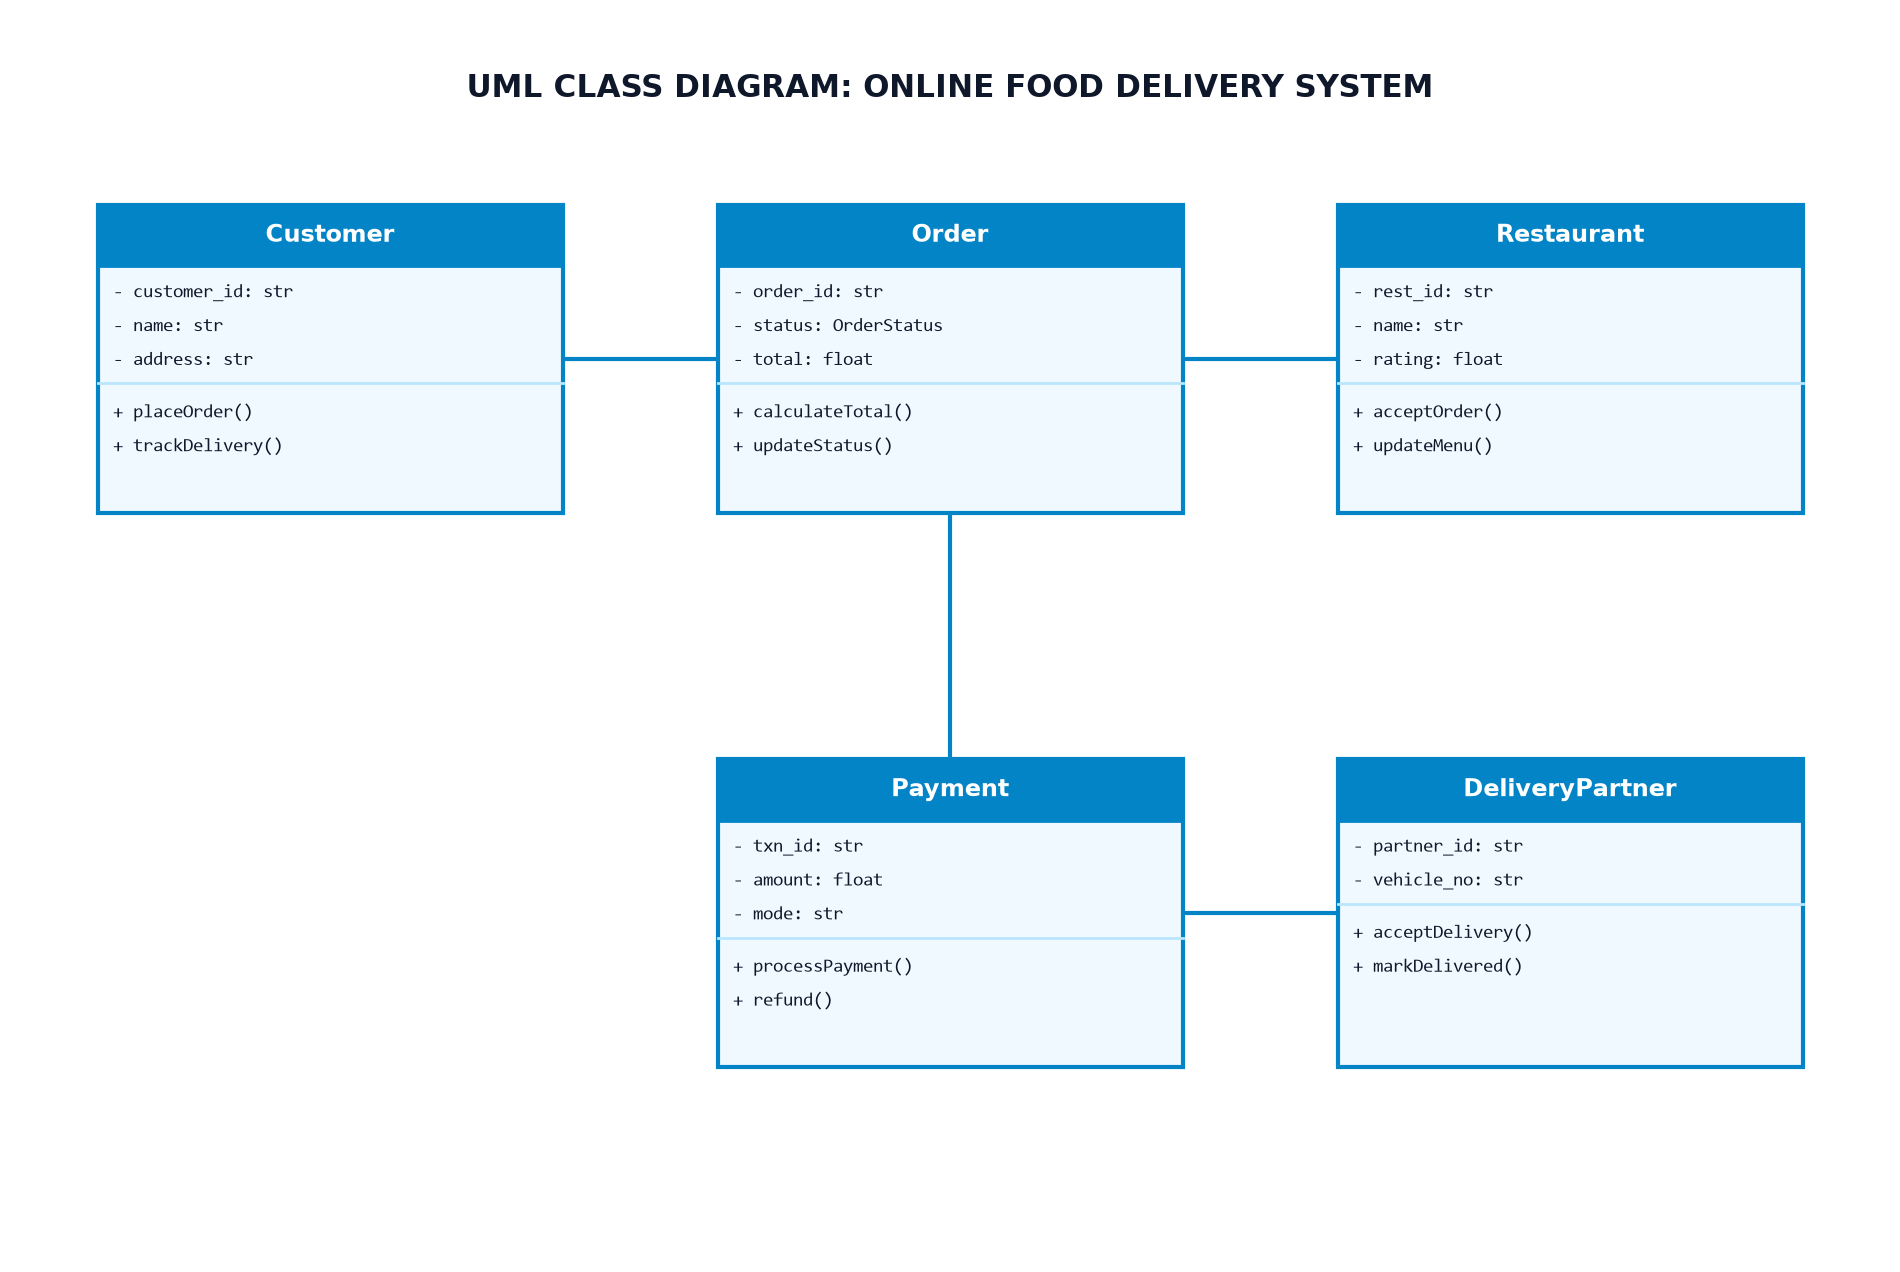 UML CLASS DIAGRAM: ONLINE FOOD DELIVERY SYSTEM
Customer
- customer_id: str
- name: str
- address: str
+ placeOrder()
+ trackDelivery()
Order
- order_id: str
- status: OrderStatus
- total: float
+ calculateTotal()
+ updateStatus()
Restaurant
- rest_id: str
- name: str
- rating: float
+ acceptOrder()
+ updateMenu()
Payment
- txn_id: str
- amount: float
- mode: str
+ processPayment()
+ refund()
DeliveryPartner
- partner_id: str
- vehicle_no: str
+ acceptDelivery()
+ markDelivered()